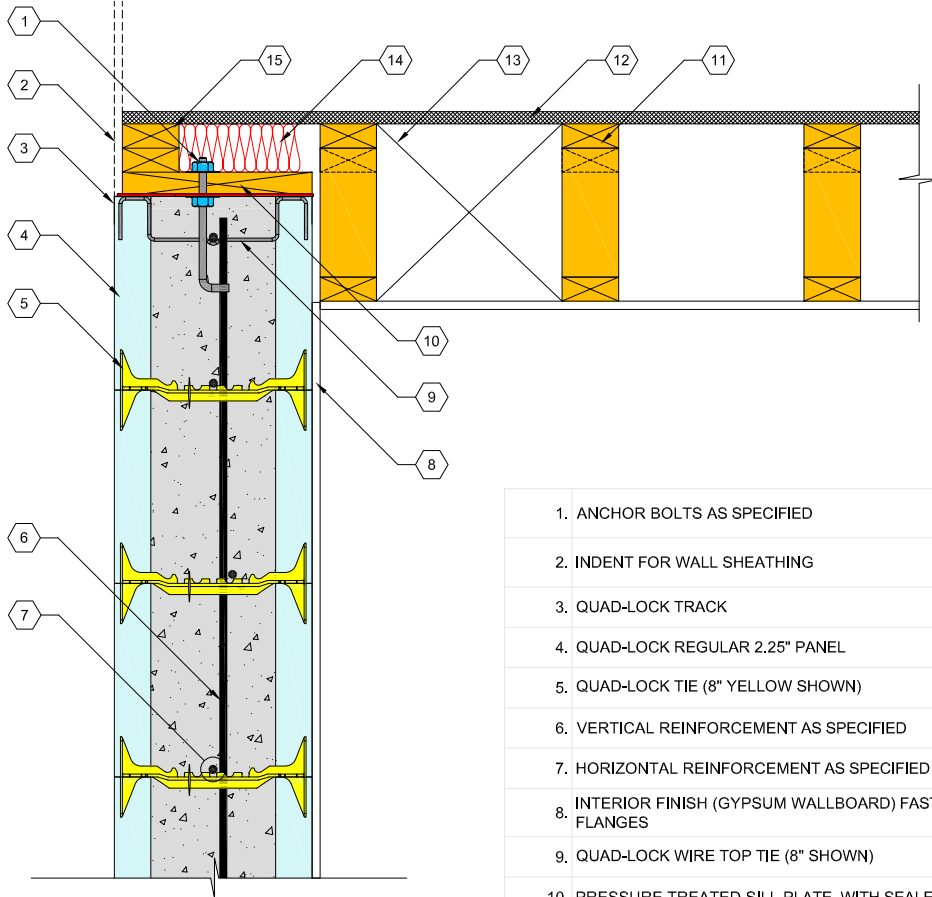 1
2
3
4
5
6
7
15
14
13
12
11
10
9
8
1. ANCHOR BOLTS AS SPECIFIED
2. INDENT FOR WALL SHEATHING
3. QUAD-LOCK TRACK
4. QUAD-LOCK REGULAR 2.25" PANEL
5. QUAD-LOCK TIE (8" YELLOW SHOWN)
6. VERTICAL REINFORCEMENT AS SPECIFIED
7. HORIZONTAL REINFORCEMENT AS SPECIFIED
8. INTERIOR FINISH (GYPSUM WALLBOARD) FAST
FLANGES
9. QUAD-LOCK WIRE TOP TIE (8" SHOWN)
10. PRESSURE TREATED SILL PLATE, WITH SEALE